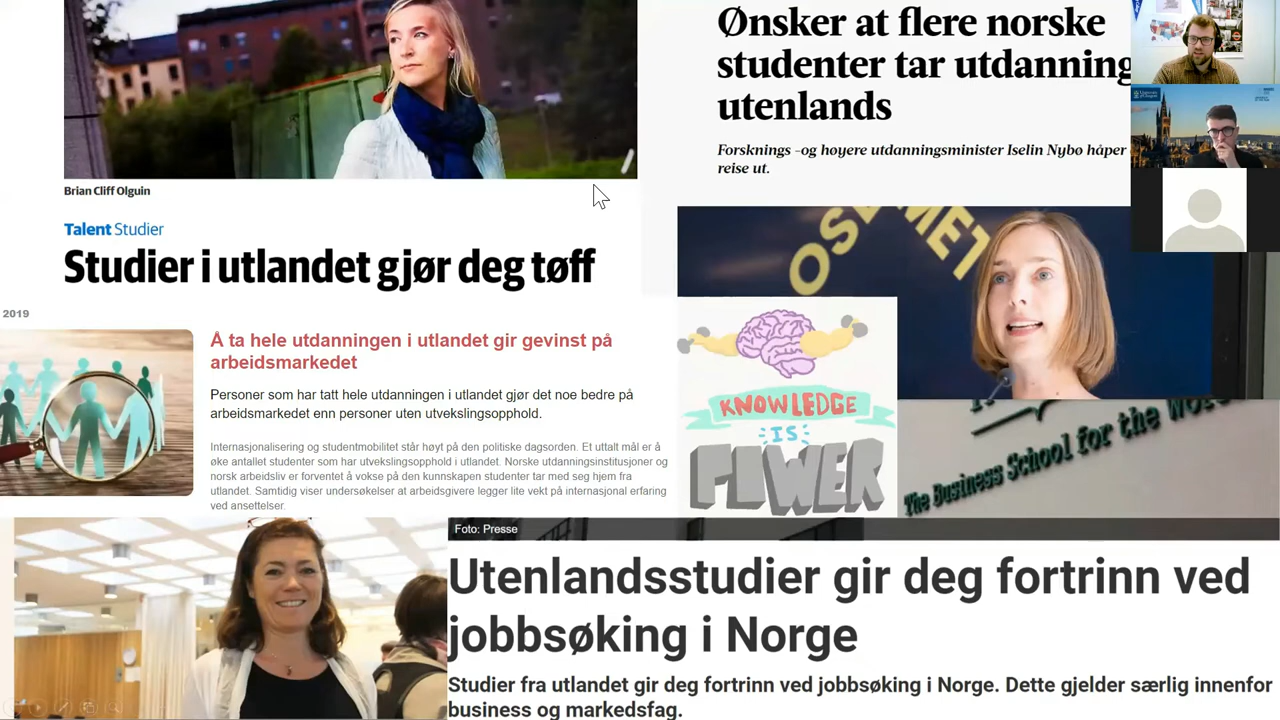 Brian Cliff Olguin
Talent Studier
Studier i utlandet gjør deg tøff
2019
Å ta hele utdanningen i utlandet gir gevinst på
arbeidsmarkedet
Personer som har tatt hele utdanningen i utlandet gjør det noe bedre på
arbeidsmarkedet enn personer uten utvekslingsopphold.
Internasjonalisering og studentmobilitet står høyt på den politiske dagsorden. Et uttalt mål er å
øke antallet studenter som har utvekslingsopphold i utlandet. Norske utdanningsinstitusjoner og
norsk arbeidsliv er forventet å vokse på den kunnskapen studenter tar med seg hjem fra
utlandet. Samtidig viser undersøkelser at arbeidsgivere legger lite vekt på internasjonal erfaring
ved ansettelser.
Ønsker at flere norske
studenter tar utdanning
utenlands
Forsknings -og høyere utdanningsminister Iselin Nybø håper
reise ut.
KNOWLEDGE
IS
POWER
The Business School for the
Foto: Presse
Utenlandsstudier gir deg fortrinn ved
jobbsøking i Norge
Studier fra utlandet gir deg fortrinn ved jobbsøking i Norge. Dette gjelder særlig innenfor
business og markedsfag.